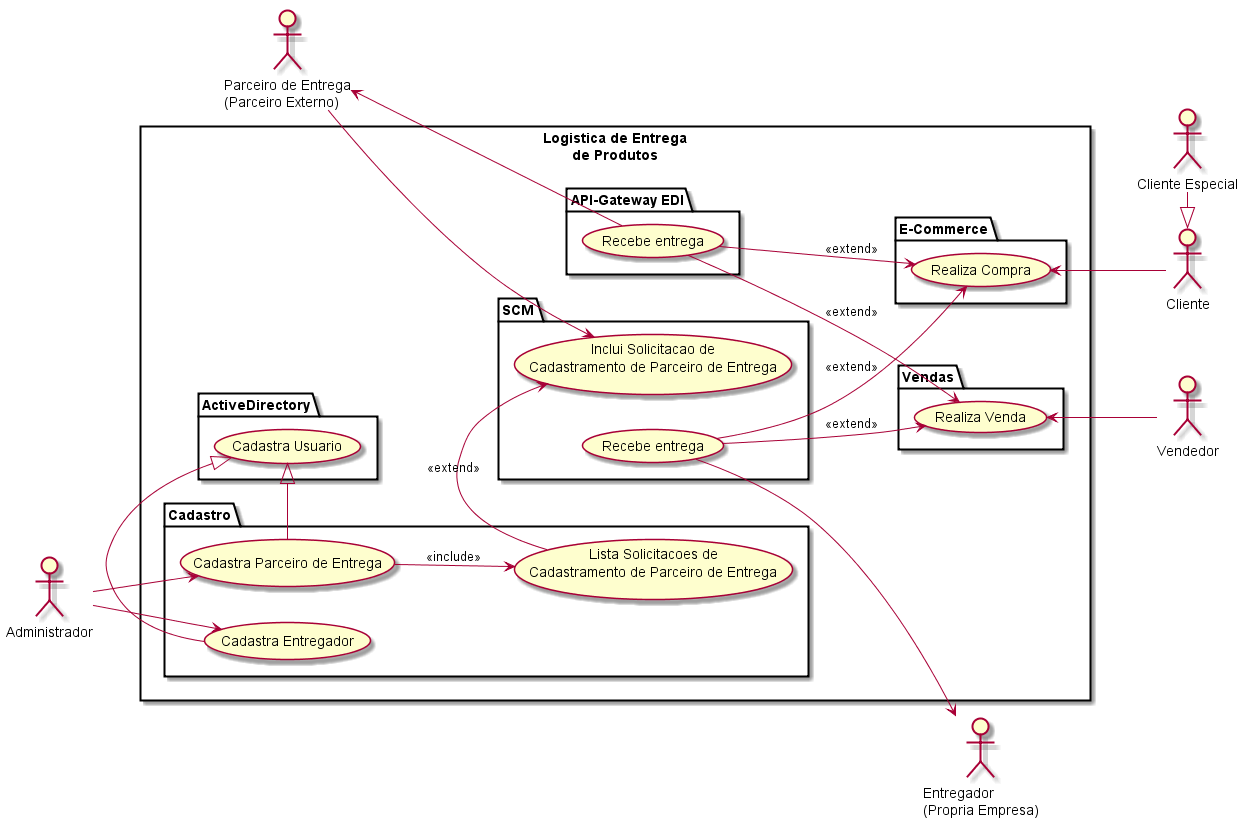 Parceiro de Entrega
(Parceiro Externo)
Logistica de Entrega
de Produtos
Cliente Especial
API-Gateway EDI
Recebe entrega
E-Commerce
Realiza Compra
«extend»
Cliente
SCM
Inclui Solicitacao de
Cadastramento de Parceiro de Entrega
«extend»
«extend»
Vendas
Realiza Venda
ActiveDirectory
Cadastra Usuario
Recebe entrega
«extend»
Vendedor
«extend»
Cadastro
Cadastra Parceiro de Entrega
«include»
Lista Solicitacoes de
Cadastramento de Parceiro de Entrega
Administrador
Cadastra Entregador
Entregador
(Propria Empresa)